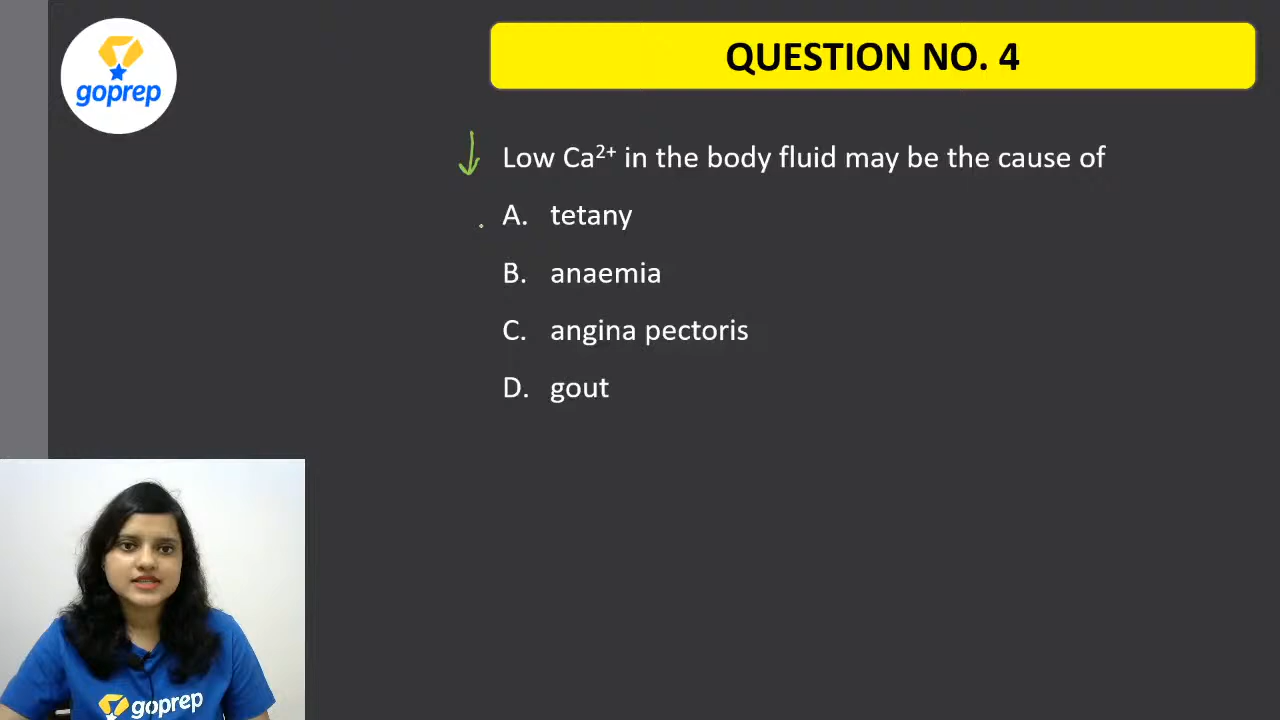 goprep
QUESTION NO. 4
Low Ca²⁺ in the body fluid may be the cause of
A. tetany
B. anaemia
C. angina pectoris
D. gout
goprep